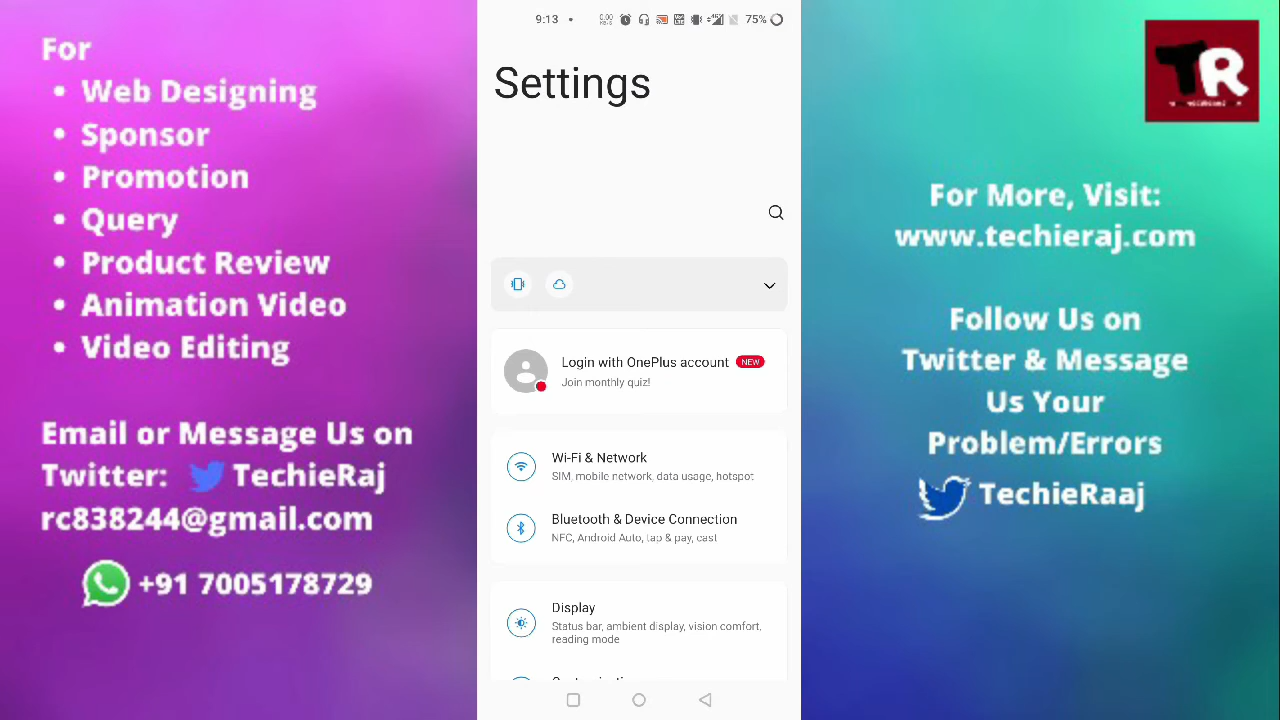 For
• Web Designing
• Sponsor
• Promotion
• Query
• Product Review
• Animation Video
• Video Editing
Email or Message Us on
Twitter: TechieRaj
rc838244@gmail.com
+91 7005178729
9:13
75%
Settings
Login with OnePlus account NEW
Join monthly quiz!
Wi-Fi & Network
SIM, mobile network, data usage, hotspot
Bluetooth & Device Connection
NFC, Android Auto, tap & pay, cast
Display
Status bar, ambient display, vision comfort,
reading mode
TR
For More, Visit:
www.techieraj.com
Follow Us on
Twitter & Message
Us Your
Problem/Errors
TechieRaaj